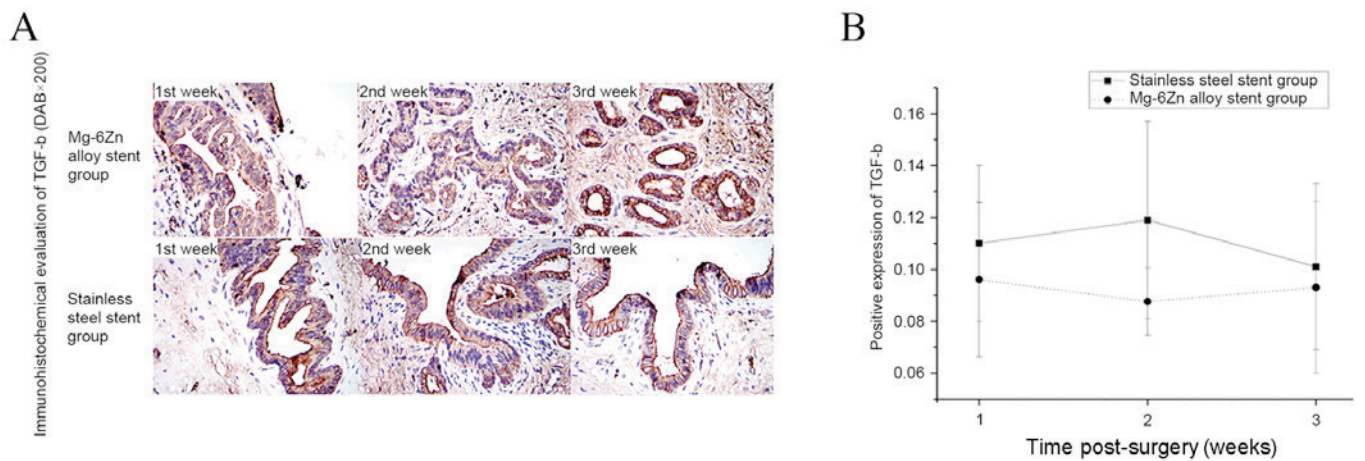 A
Immunohistochemical evaluation of TGF-b (DAB×200)
Mg-6Zn
alloy stent
group
1st week
2nd week
3rd week
Stainless
steel stent
group
1st week
2nd week
3rd week
B
Stainless steel stent group
Mg-6Zn alloy stent group
Positive expression of TGF-b
0.16
0.14
0.12
0.10
0.08
0.06
1
2
3
Time post-surgery (weeks)